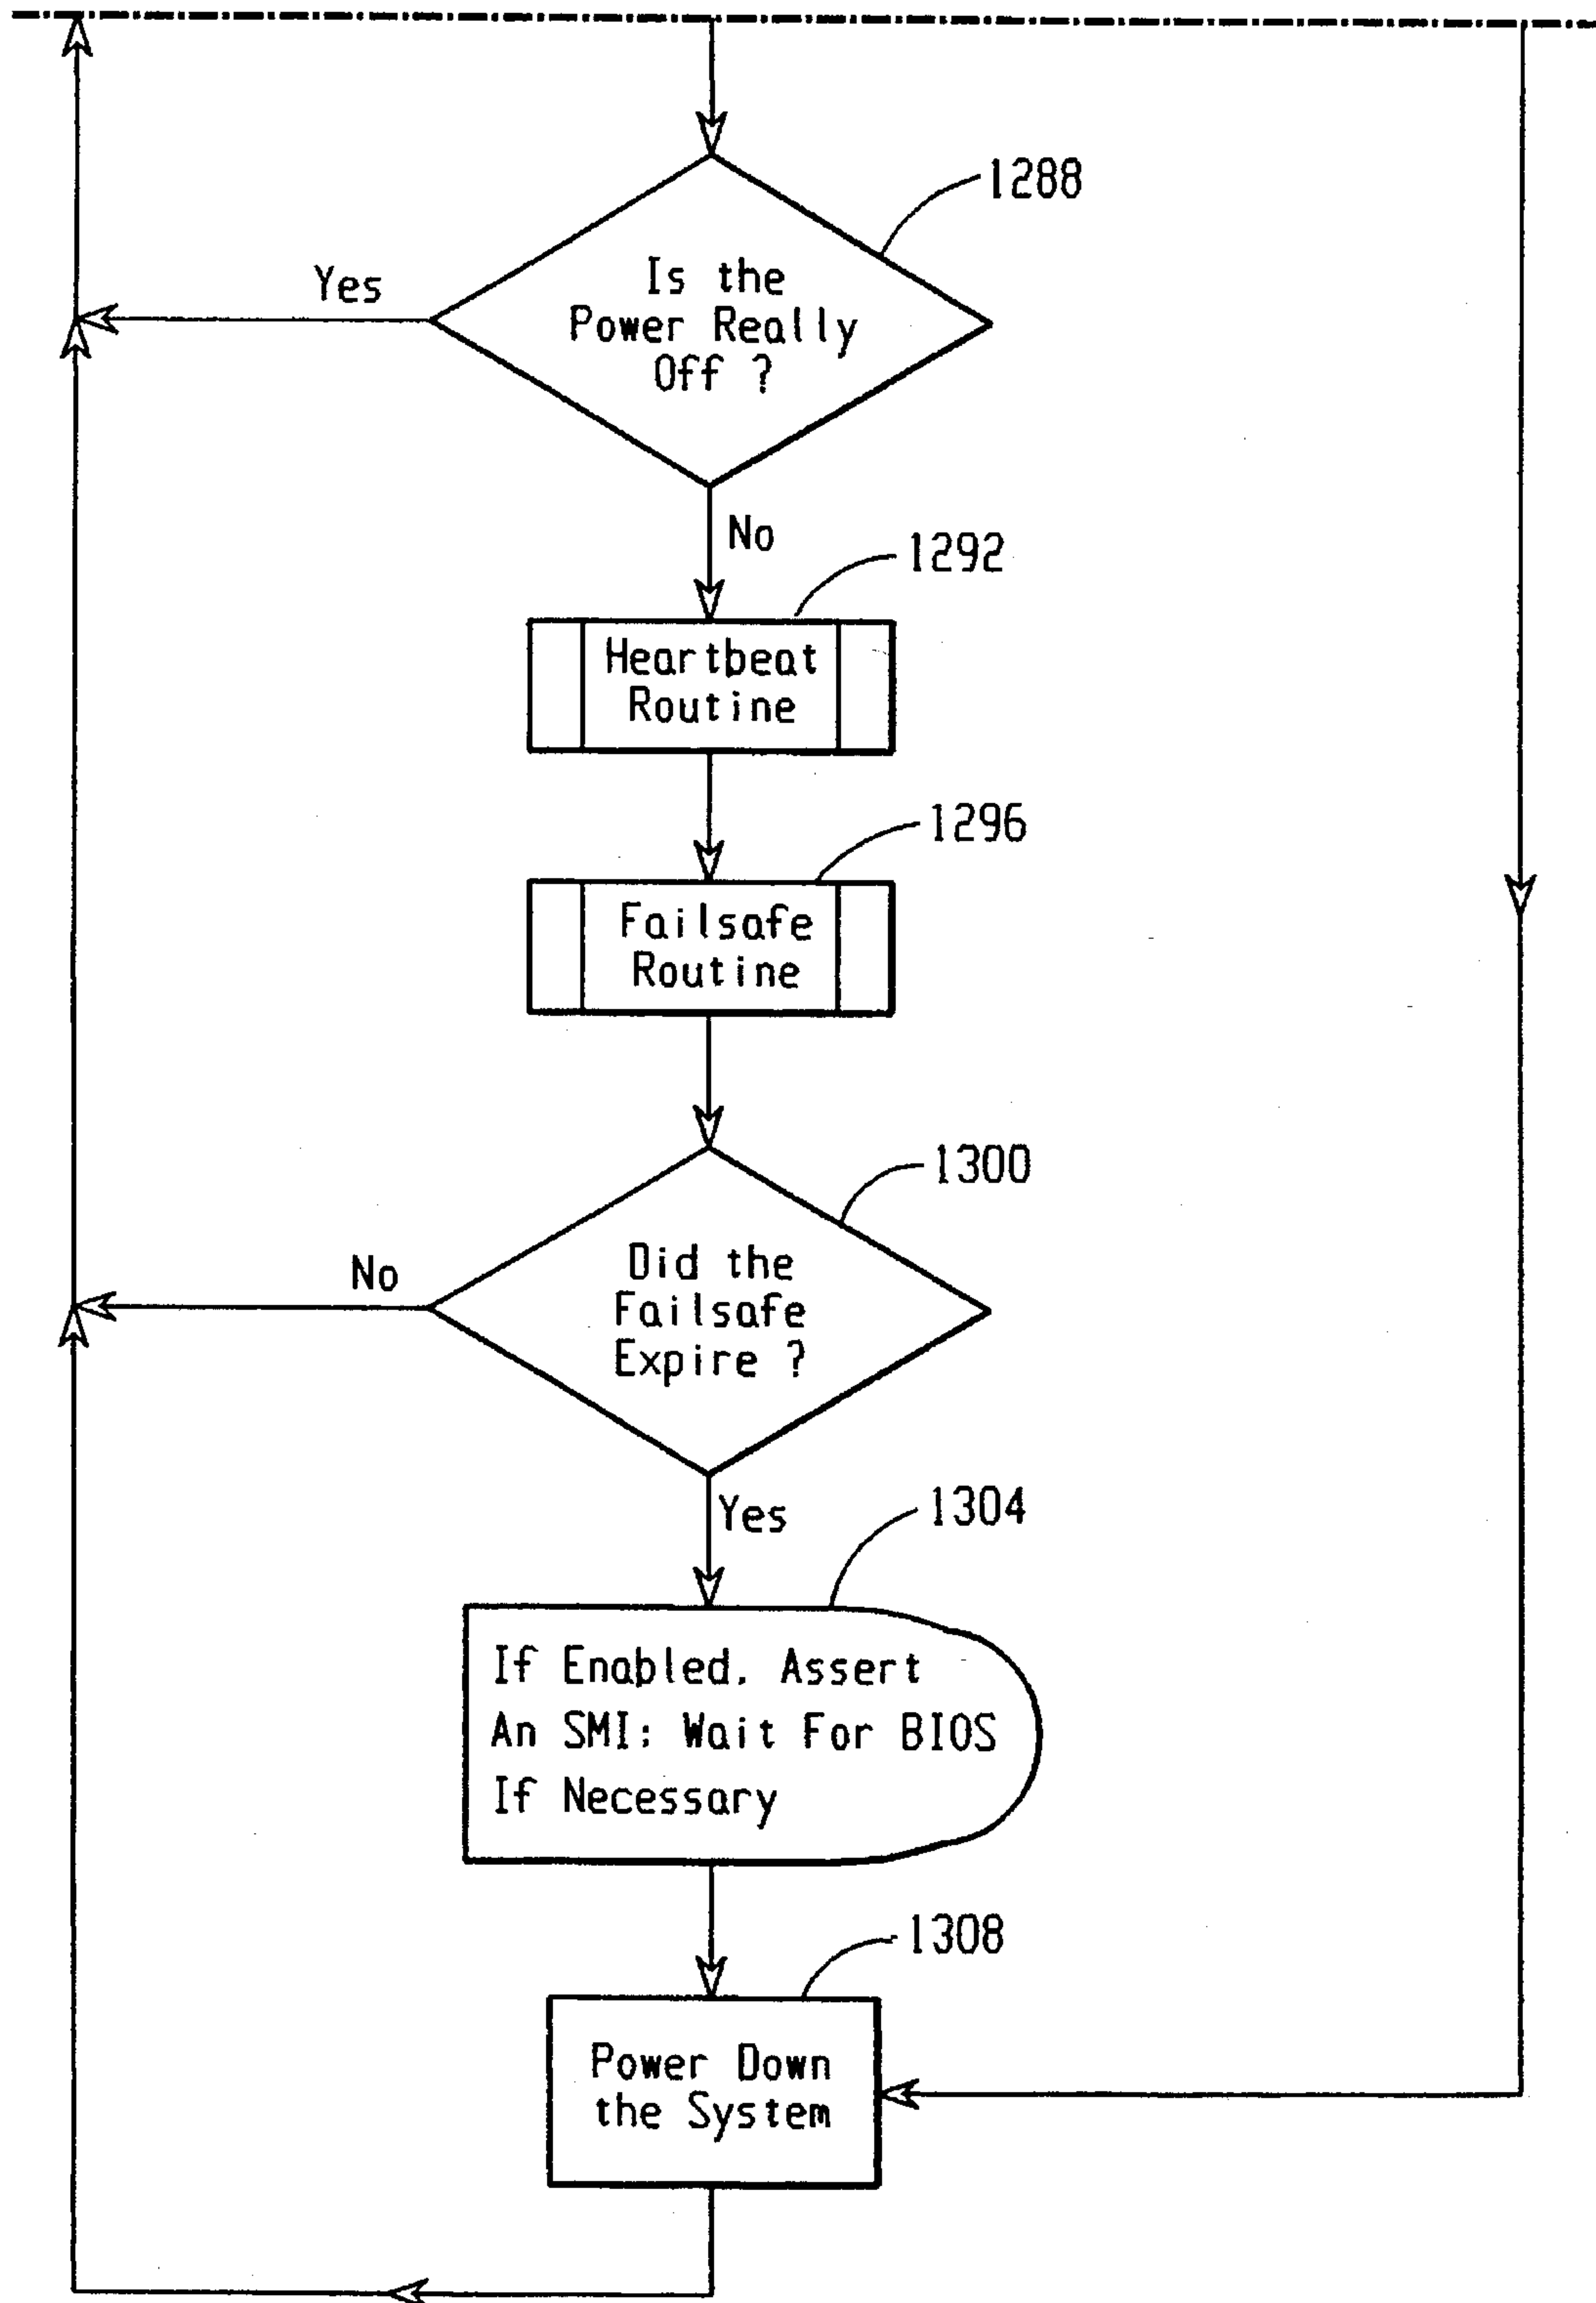 1288
Is the
Power Really
Off ?
Yes
No
1292
Heartbeat
Routine
1296
Failsafe
Routine
1300
Did the
Failsafe
Expire ?
No
Yes
1304
If Enabled, Assert
An SMI; Wait For BIOS
If Necessary
1308
Power Down
the System